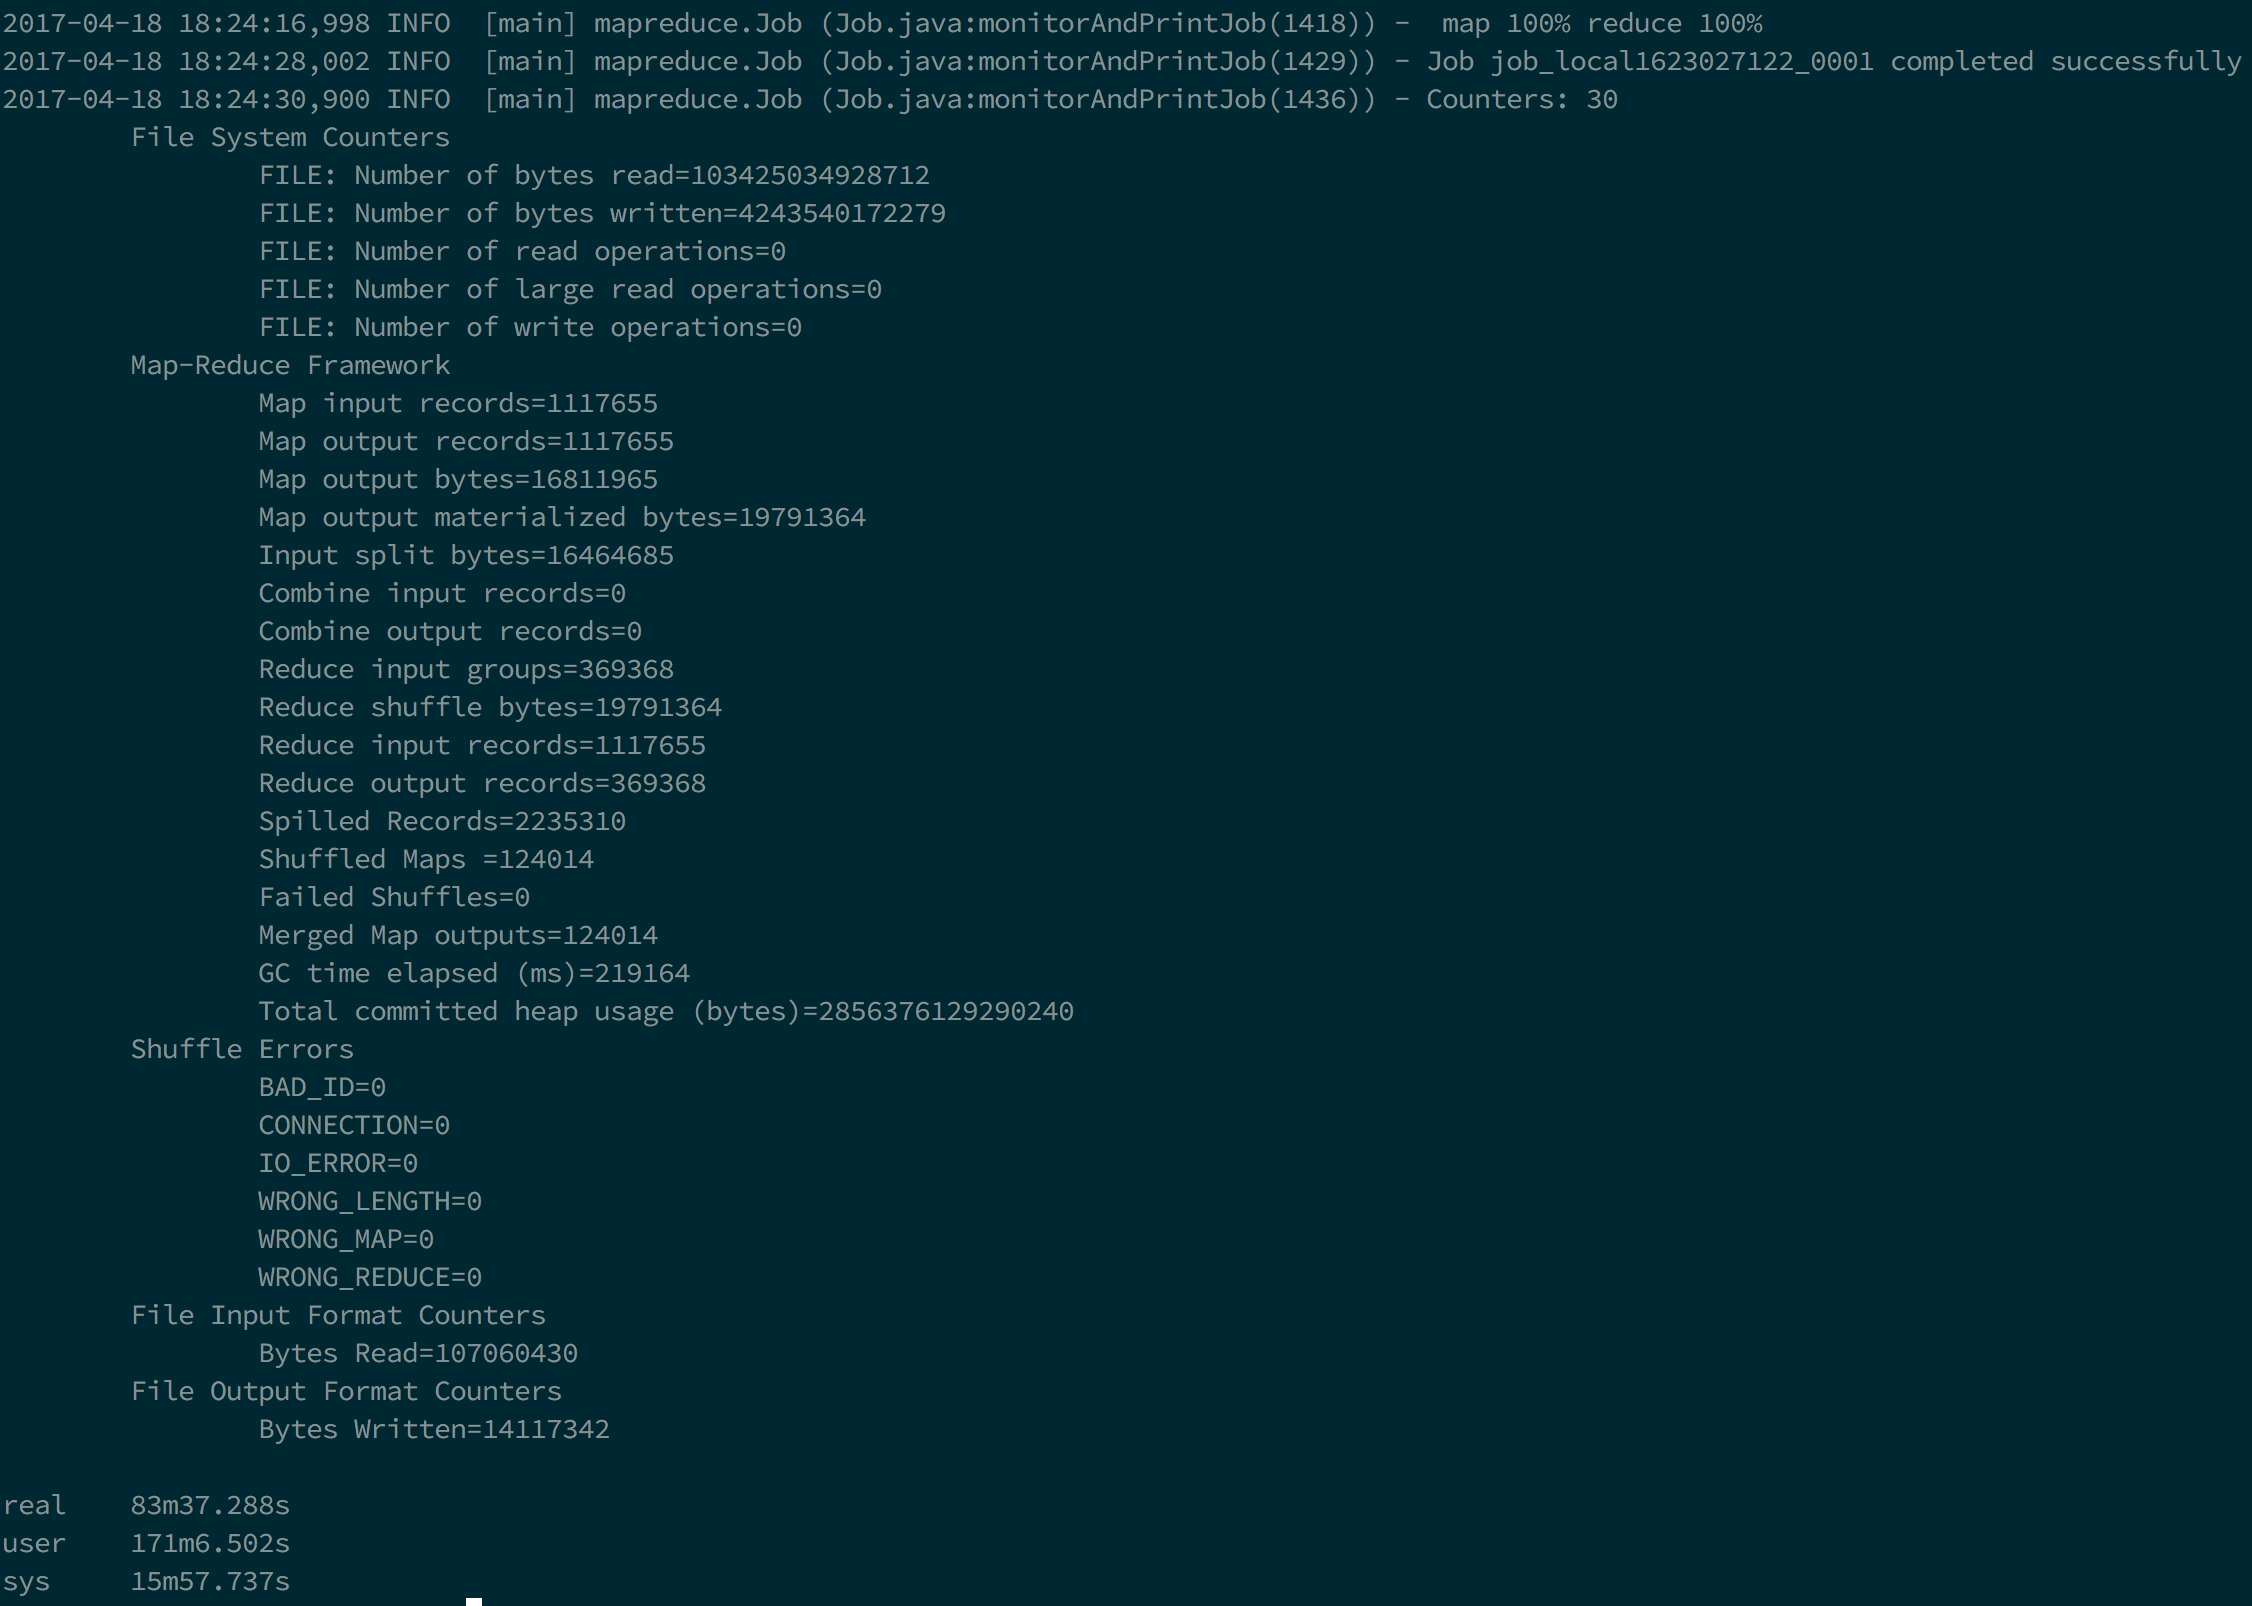 2017-04-18 18:24:16,998 INFO  [main] mapreduce.Job (Job.java:monitorAndPrintJob(1418)) -  map 100% reduce 100%
2017-04-18 18:24:28,002 INFO  [main] mapreduce.Job (Job.java:monitorAndPrintJob(1429)) - Job job_local1623027122_0001 completed successfully
2017-04-18 18:24:30,900 INFO  [main] mapreduce.Job (Job.java:monitorAndPrintJob(1436)) - Counters: 30
File System Counters
FILE: Number of bytes read=103425034928712
FILE: Number of bytes written=4243540172279
FILE: Number of read operations=0
FILE: Number of large read operations=0
FILE: Number of write operations=0
Map-Reduce Framework
Map input records=1117655
Map output records=1117655
Map output bytes=16811965
Map output materialized bytes=19791364
Input split bytes=16464685
Combine input records=0
Combine output records=0
Reduce input groups=369368
Reduce shuffle bytes=19791364
Reduce input records=1117655
Reduce output records=369368
Spilled Records=2235310
Shuffled Maps =124014
Failed Shuffles=0
Merged Map outputs=124014
GC time elapsed (ms)=219164
Total committed heap usage (bytes)=2856376129290240
Shuffle Errors
BAD_ID=0
CONNECTION=0
IO_ERROR=0
WRONG_LENGTH=0
WRONG_MAP=0
WRONG_REDUCE=0
File Input Format Counters
Bytes Read=107060430
File Output Format Counters
Bytes Written=14117342
real    83m37.288s
user    171m6.502s
sys     15m57.737s